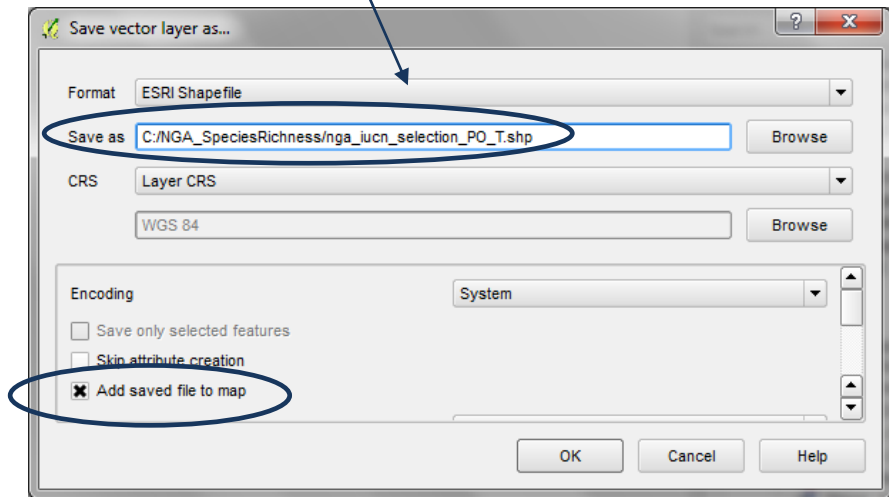 Save vector layer as...
Format ESRI Shapefile
Save as C:/NGA_SpeciesRichness/nga_iucn_selection_PO_T.shp Browse
CRS Layer CRS
WGS 84 Browse
Encoding System
Save only selected features
Skip attribute creation
Add saved file to map
OK Cancel Help